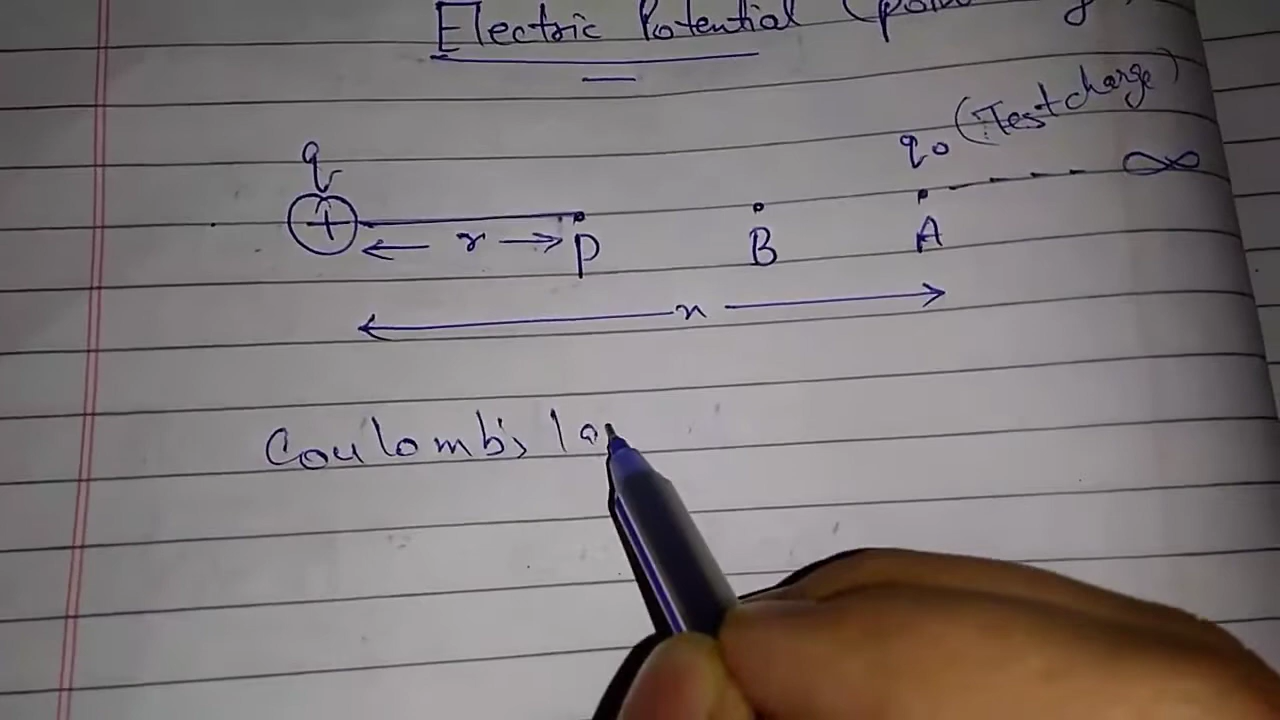 Electric Potential
q
q₀ (Test charge)
+
∞
r
P
B
A
x
Coulomb's la